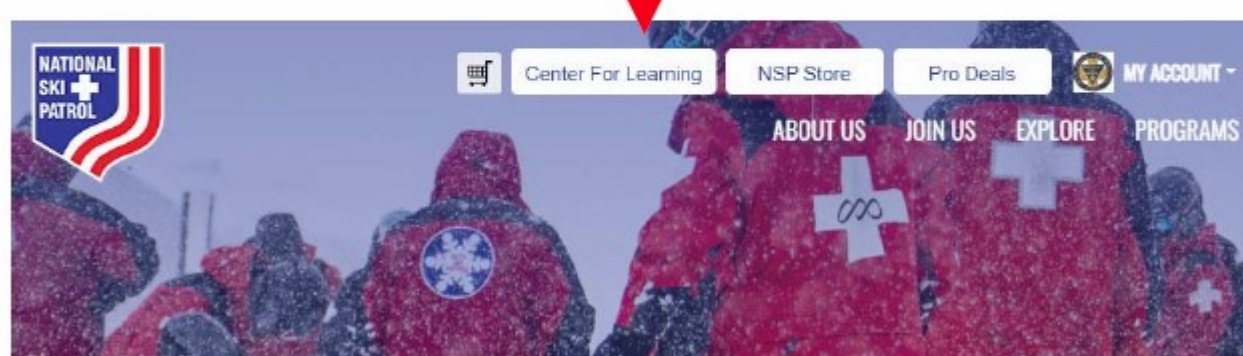 NATIONAL
SKI
PATROL
Center For Learning
NSP Store
Pro Deals
MY ACCOUNT
ABOUT US
JOIN US
EXPLORE
PROGRAMS